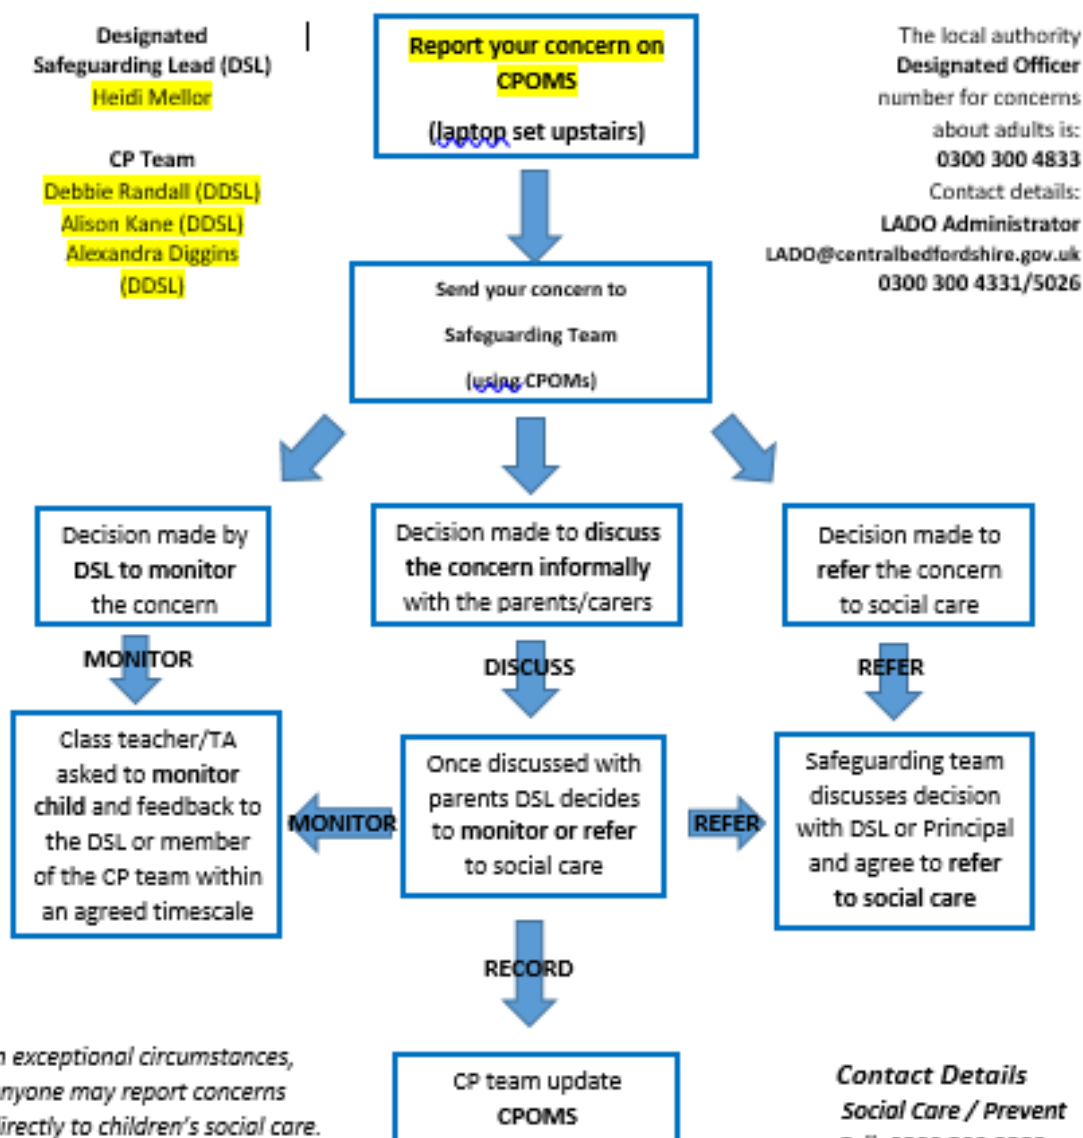 Designated
Safeguarding Lead (DSL)
Heidi Mellor
CP Team
Debbie Randall (DDSL)
Alison Kane (DDSL)
Alexandra Diggins
(DDSL)
Report your concern on
CPOMS
(laptop set upstairs)
The local authority
Designated Officer
number for concerns
about adults is:
0300 300 4833
Contact details:
LADO Administrator
LADO@centralbedfordshire.gov.uk
0300 300 4331/5026
Send your concern to
Safeguarding Team
(using CPOMs)
Decision made by
DSL to monitor
the concern
Decision made to discuss
the concern informally
with the parents/carers
Decision made to
refer the concern
to social care
MONITOR
DISCUSS
REFER
Class teacher/TA
asked to monitor
child and feedback to
the DSL or member
of the CP team within
an agreed timescale
MONITOR
Once discussed with
parents DSL decides
to monitor or refer
to social care
REFER
Safeguarding team
discusses decision
with DSL or Principal
and agree to refer
to social care
RECORD
n exceptional circumstances,
nyone may report concerns
directly to children's social care.
CP team update
CPOMS
Contact Details
Social Care / Prevent